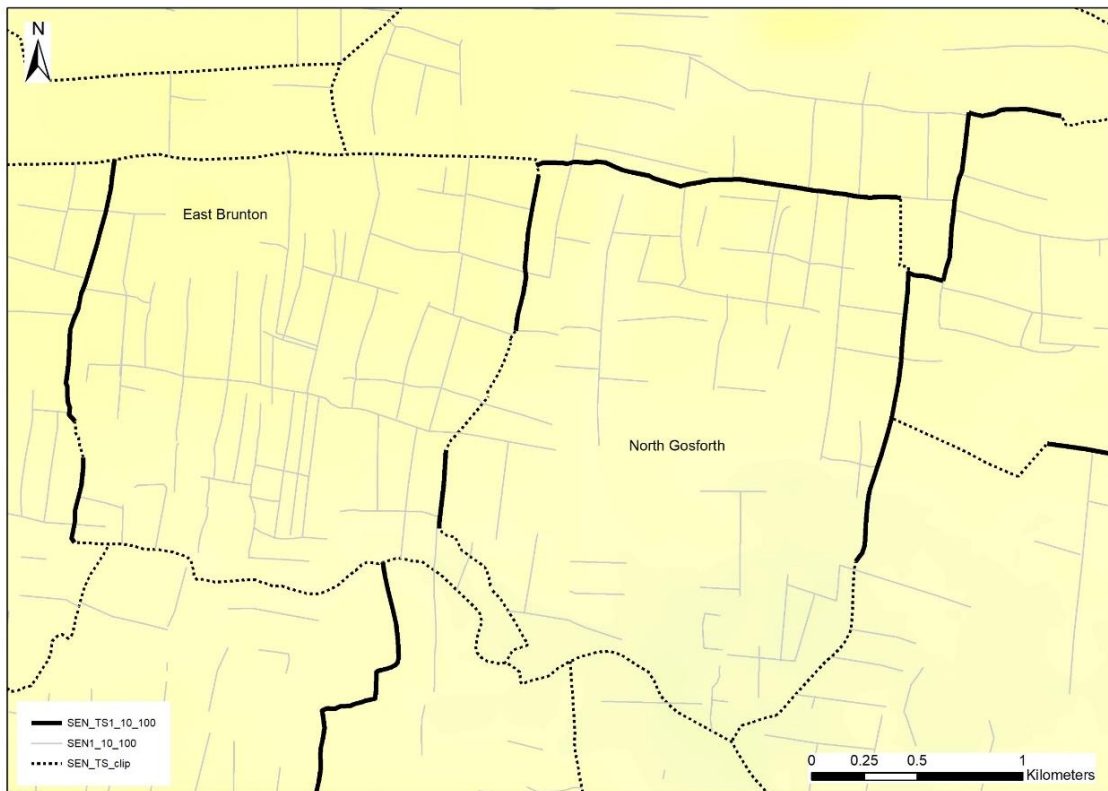 N
East Brunton
North Gosforth
SEN_TS1_10_100
SEN1_10_100
SEN_TS_clip
0 0.25 0.5 1
Kilometers